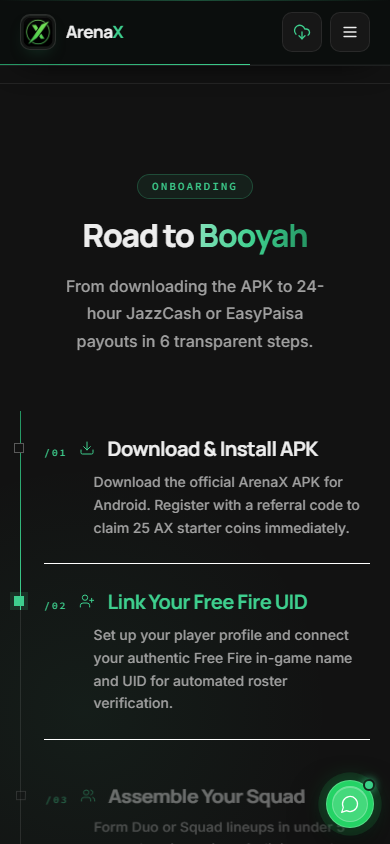 ArenaX
ONBOARDING
Road to Booyah
From downloading the APK to 24-
hour JazzCash or EasyPaisa
payouts in 6 transparent steps.
/01 Download & Install APK
Download the official ArenaX APK for
Android. Register with a referral code to
claim 25 AX starter coins immediately.
/02 Link Your Free Fire UID
Set up your player profile and connect
your authentic Free Fire in-game name
and UID for automated roster
verification.
/03 Assemble Your Squad
Form Duo or Squad lineups in under